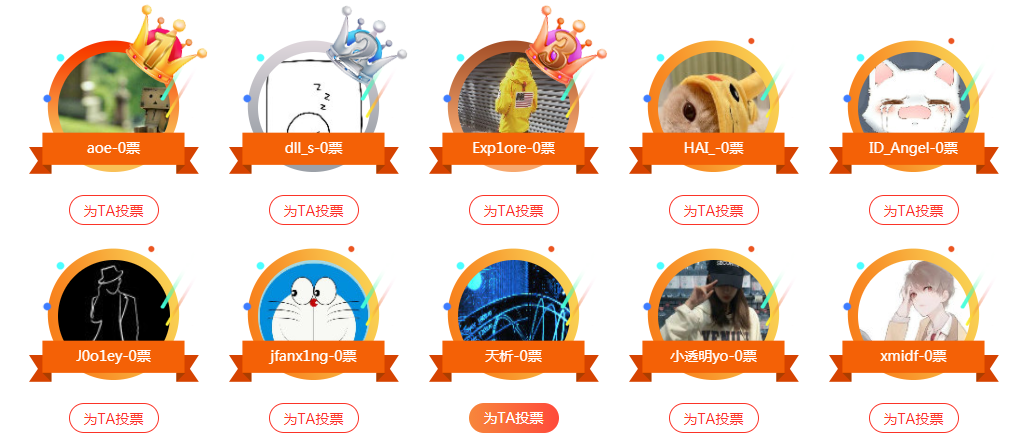 1
2
3
z
z
z
aoe-0票
dll_s-0票
Exp1ore-0票
HAI_-0票
ID_Angel-0票
为TA投票
为TA投票
为TA投票
为TA投票
为TA投票
J0o1ey-0票
jfanx1ng-0票
天析-0票
小透明yo-0票
xmidf-0票
为TA投票
为TA投票
为TA投票
为TA投票
为TA投票